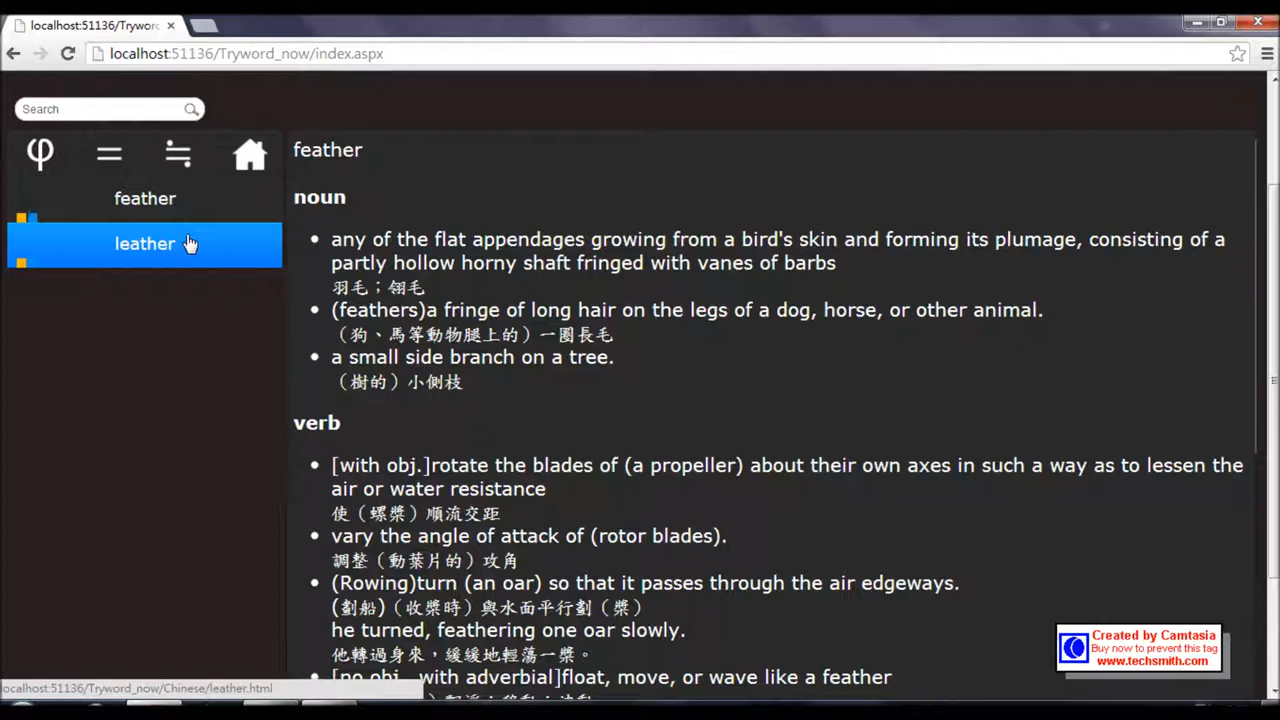 localhost:51136/Tryword
localhost:51136/Tryword_now/index.aspx
Search
φ = ≒
feather
leather
feather
noun
• any of the flat appendages growing from a bird's skin and forming its plumage, consisting of a
partly hollow horny shaft fringed with vanes of barbs
羽毛；翎毛
• (feathers)a fringe of long hair on the legs of a dog, horse, or other animal.
（狗、馬等動物腿上的）一圈長毛
• a small side branch on a tree.
（樹的）小側枝
verb
• [with obj.]rotate the blades of (a propeller) about their own axes in such a way as to lessen the
air or water resistance
使（螺槳）順流交距
• vary the angle of attack of (rotor blades).
調整（動葉片的）攻角
• (Rowing)turn (an oar) so that it passes through the air edgeways.
(劃船)（收槳時）與水面平行劃（槳）
he turned, feathering one oar slowly.
他轉過身來，緩緩地輕蕩一槳。
• [no obj., with adverbial]float, move, or wave like a feather
localhost:51136/Tryword_now/Chinese/leather.html
Created by Camtasia
Buy now to prevent this tag
www.techsmith.com